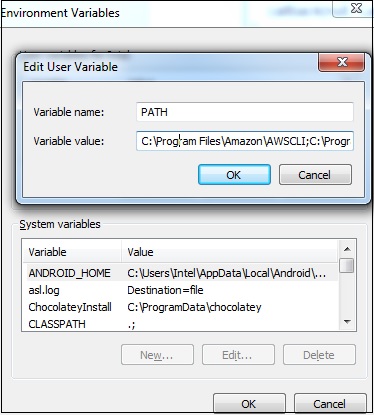 Environment Variables
Edit User Variable
Variable name:
PATH
Variable value:
C:\Program Files\Amazon\AWSCLI;C:\Progr
OK
Cancel
System variables
Variable
Value
ANDROID_HOME
C:\Users\Intel\AppData\Local\Android\...
asl.log
Destination=file
ChocolateyInstall
C:\ProgramData\chocolatey
CLASSPATH
.;
New...
Edit...
Delete
OK
Cancel